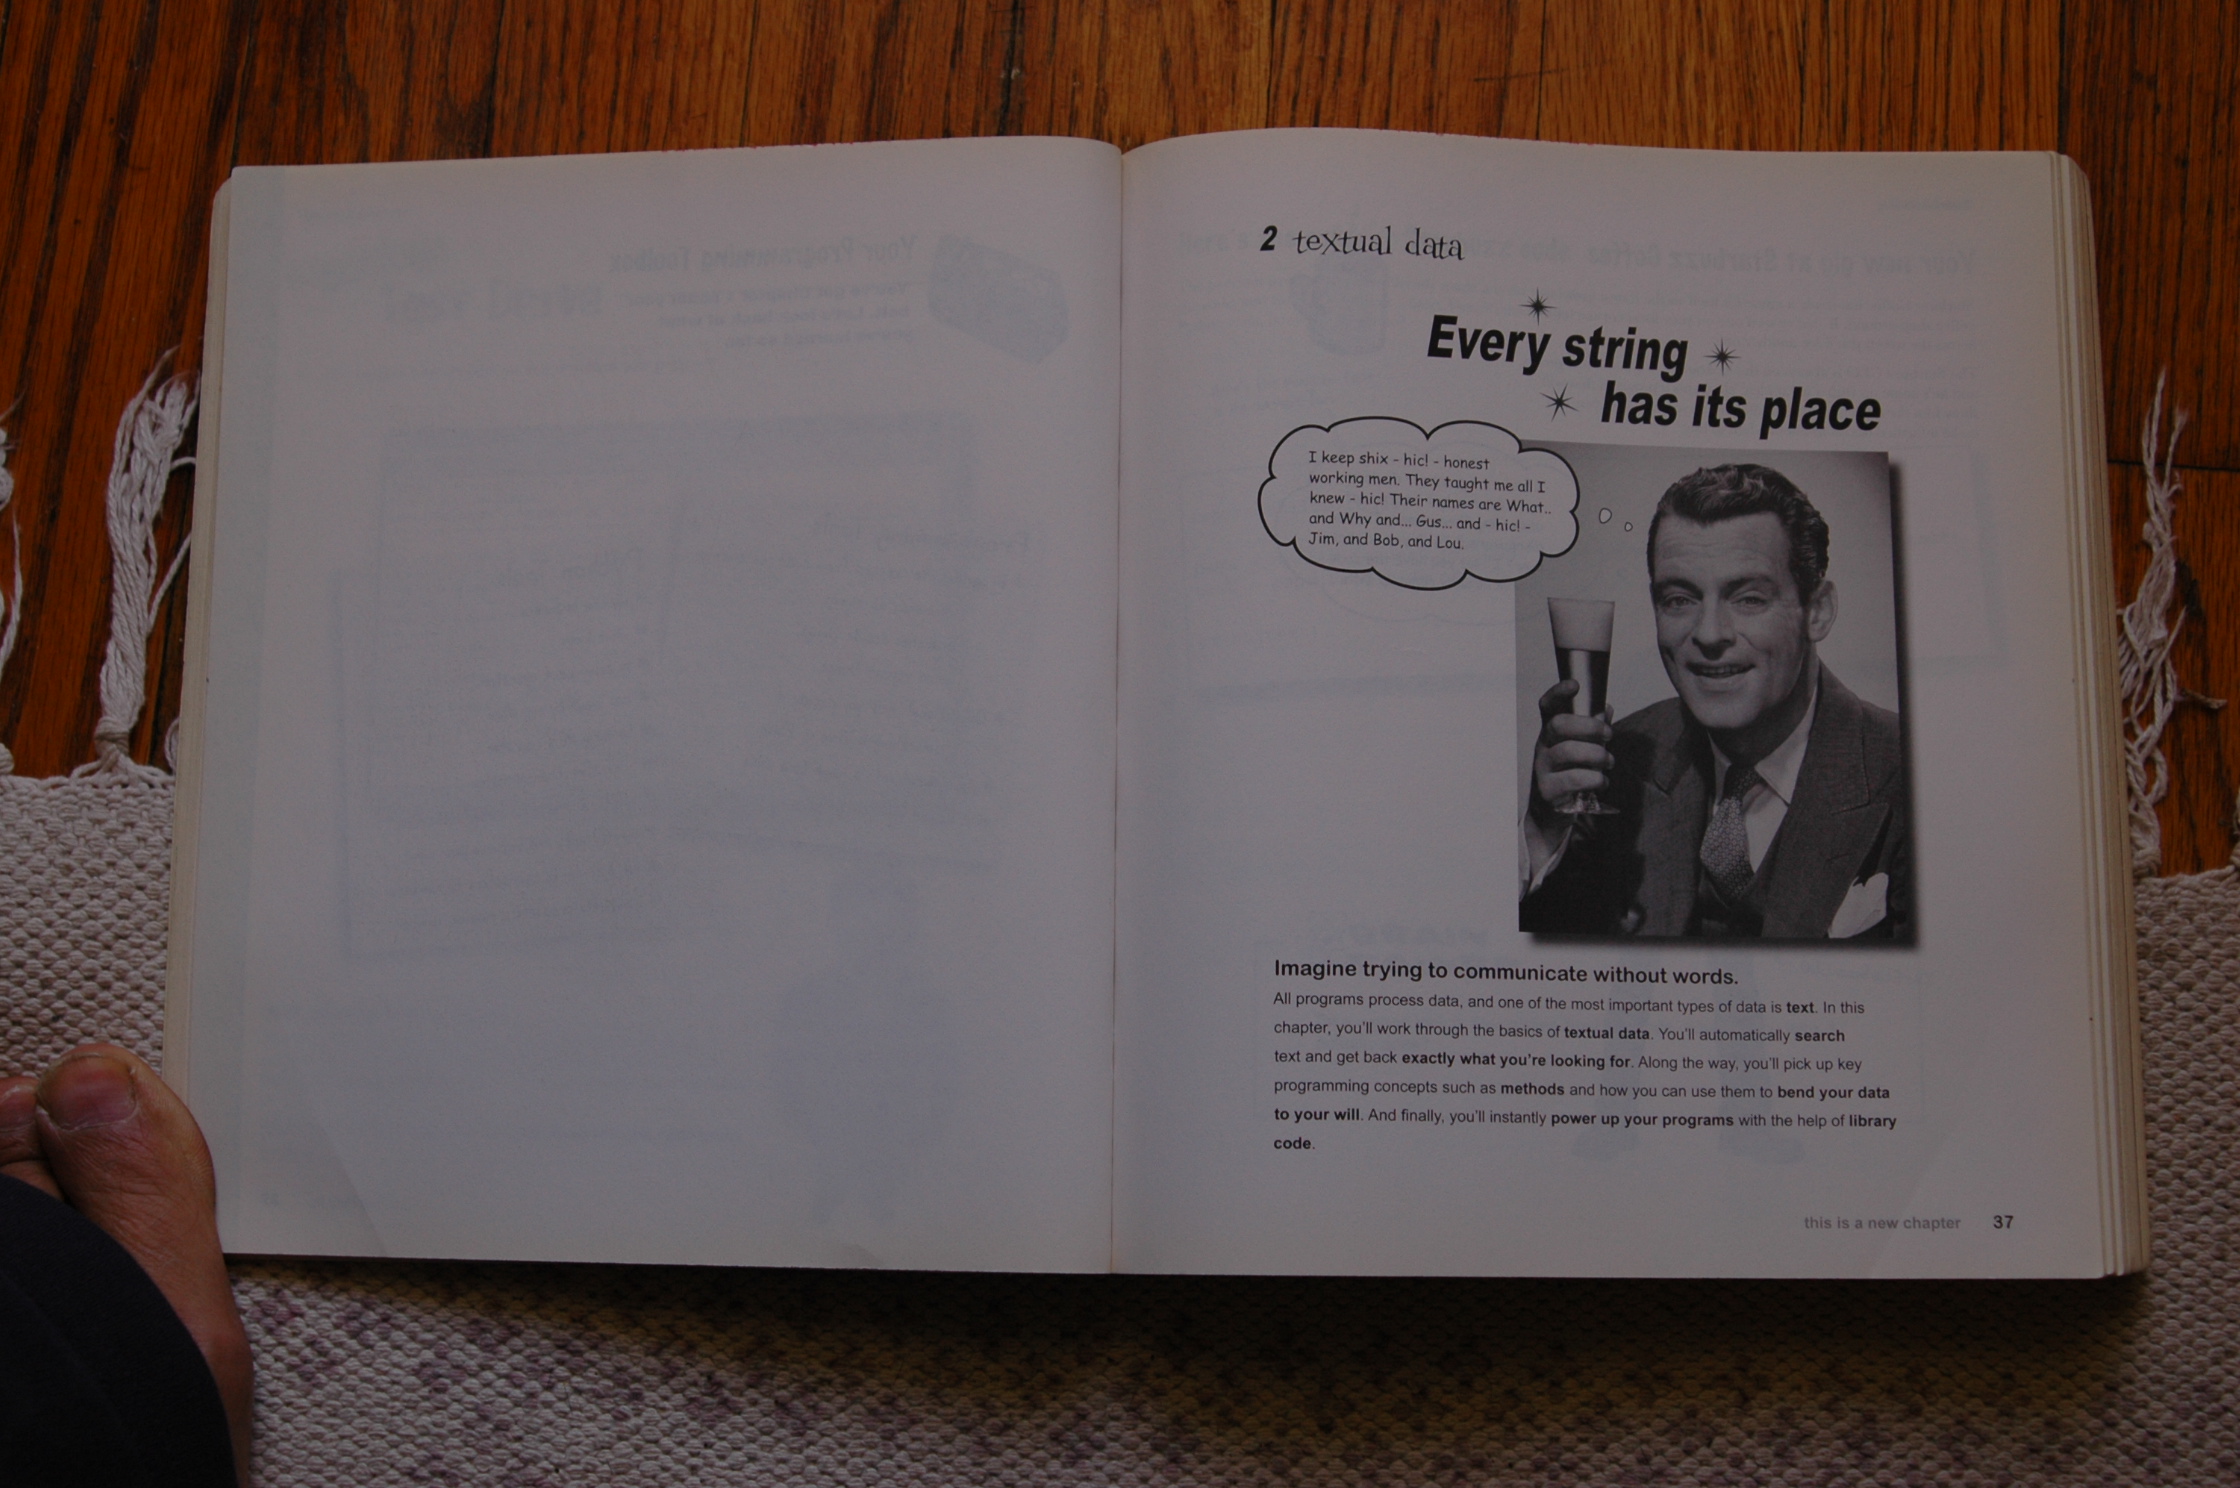 2 textual data
Every string
has its place
I keep shix - hic! - honest
working men. They taught me all I
knew - hic! Their names are What..
and Why and... Gus... and - hic! -
Jim, and Bob, and Lou.
Imagine trying to communicate without words.
All programs process data, and one of the most important types of data is text. In this
chapter, you'll work through the basics of textual data. You'll automatically search
text and get back exactly what you're looking for. Along the way, you'll pick up key
programming concepts such as methods and how you can use them to bend your data
to your will. And finally, you'll instantly power up your programs with the help of library
code.
this is a new chapter 37